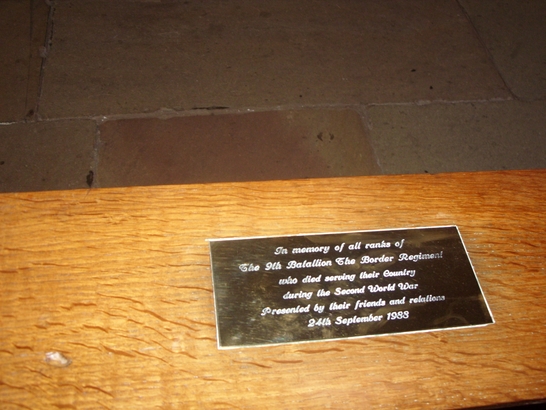 In memory of all ranks of
The 9th Batallion The Border Regiment
who died serving their Country
during the Second World War
Presented by their friends and relations
24th September 1988